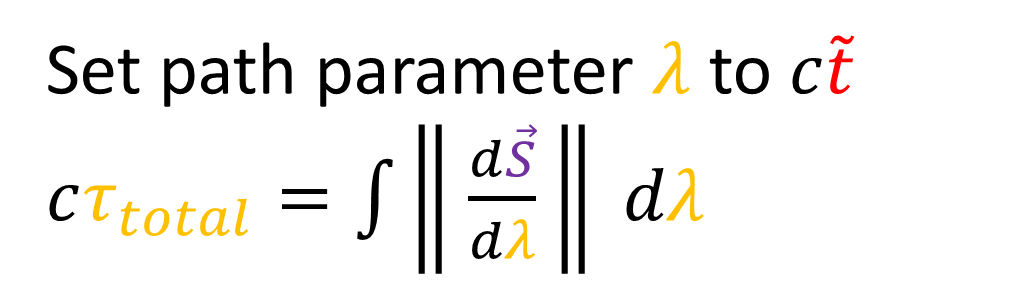 Set path parameter λ to ct̃
cτ_total = ∫ ‖ dS⃗ / dλ ‖ dλ